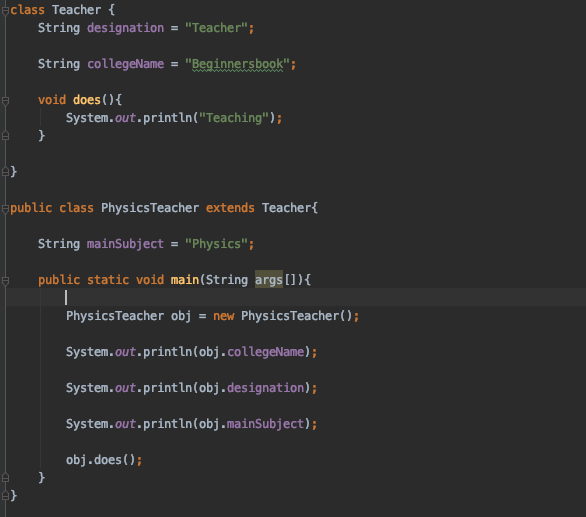 class Teacher {
String designation = "Teacher";
String collegeName = "Beginnersbook";
void does(){
System.out.println("Teaching");
}
}
public class PhysicsTeacher extends Teacher{
String mainSubject = "Physics";
public static void main(String args[]){
PhysicsTeacher obj = new PhysicsTeacher();
System.out.println(obj.collegeName);
System.out.println(obj.designation);
System.out.println(obj.mainSubject);
obj.does();
}
}